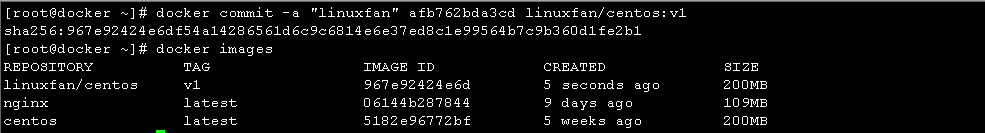 [root@docker ~]# docker commit -a "linuxfan" afb762bda3cd linuxfan/centos:v1
sha256:967e92424e6df54a14286561d6c9c6814e6e37ed8c1e99564b7c9b360d1fe2b1
[root@docker ~]# docker images
REPOSITORY TAG IMAGE ID CREATED SIZE
linuxfan/centos v1 967e92424e6d 5 seconds ago 200MB
nginx latest 06144b287844 9 days ago 109MB
centos latest 5182e96772bf 5 weeks ago 200MB